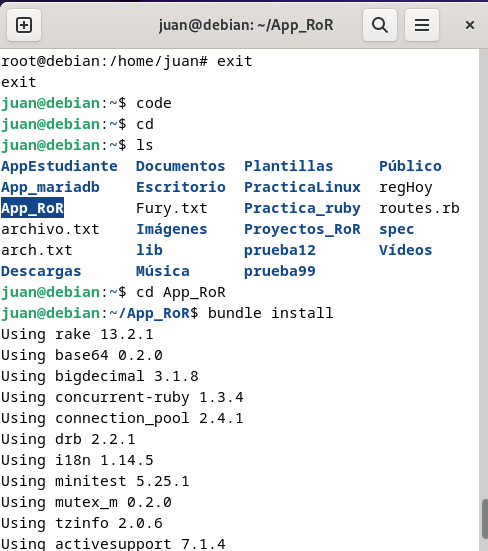 juan@debian: ~/App_RoR
root@debian:/home/juan# exit
exit
juan@debian:~$ code
juan@debian:~$ cd
juan@debian:~$ ls
AppEstudiante  Documentos  Plantillas  Público
App_mariadb  Escritorio  PracticaLinux  regHoy
App_RoR  Fury.txt  Practica_ruby  routes.rb
archivo.txt  Imágenes  Proyectos_RoR  spec
arch.txt  lib  prueba12  Vídeos
Descargas  Música  prueba99
juan@debian:~$ cd App_RoR
juan@debian:~/App_RoR$ bundle install
Using rake 13.2.1
Using base64 0.2.0
Using bigdecimal 3.1.8
Using concurrent-ruby 1.3.4
Using connection_pool 2.4.1
Using drb 2.2.1
Using i18n 1.14.5
Using minitest 5.25.1
Using mutex_m 0.2.0
Using tzinfo 2.0.6
Using activesupport 7.1.4